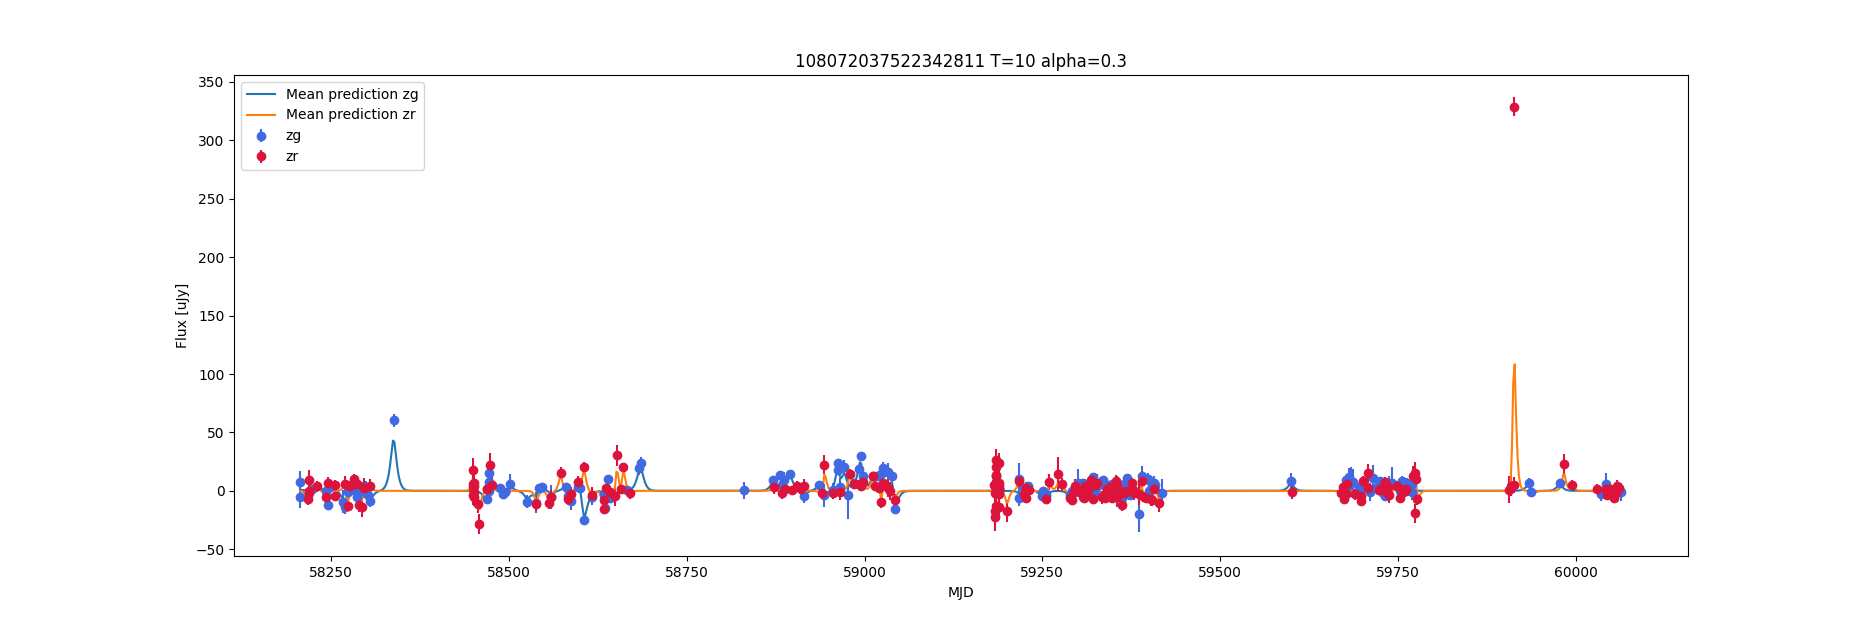 108072037522342811 T=10 alpha=0.3
350
300
250
200
150
100
50
0
−50
Flux [uJy]
Mean prediction zg
Mean prediction zr
zg
zr
58250 58500 58750 59000 59250 59500 59750 60000
MJD